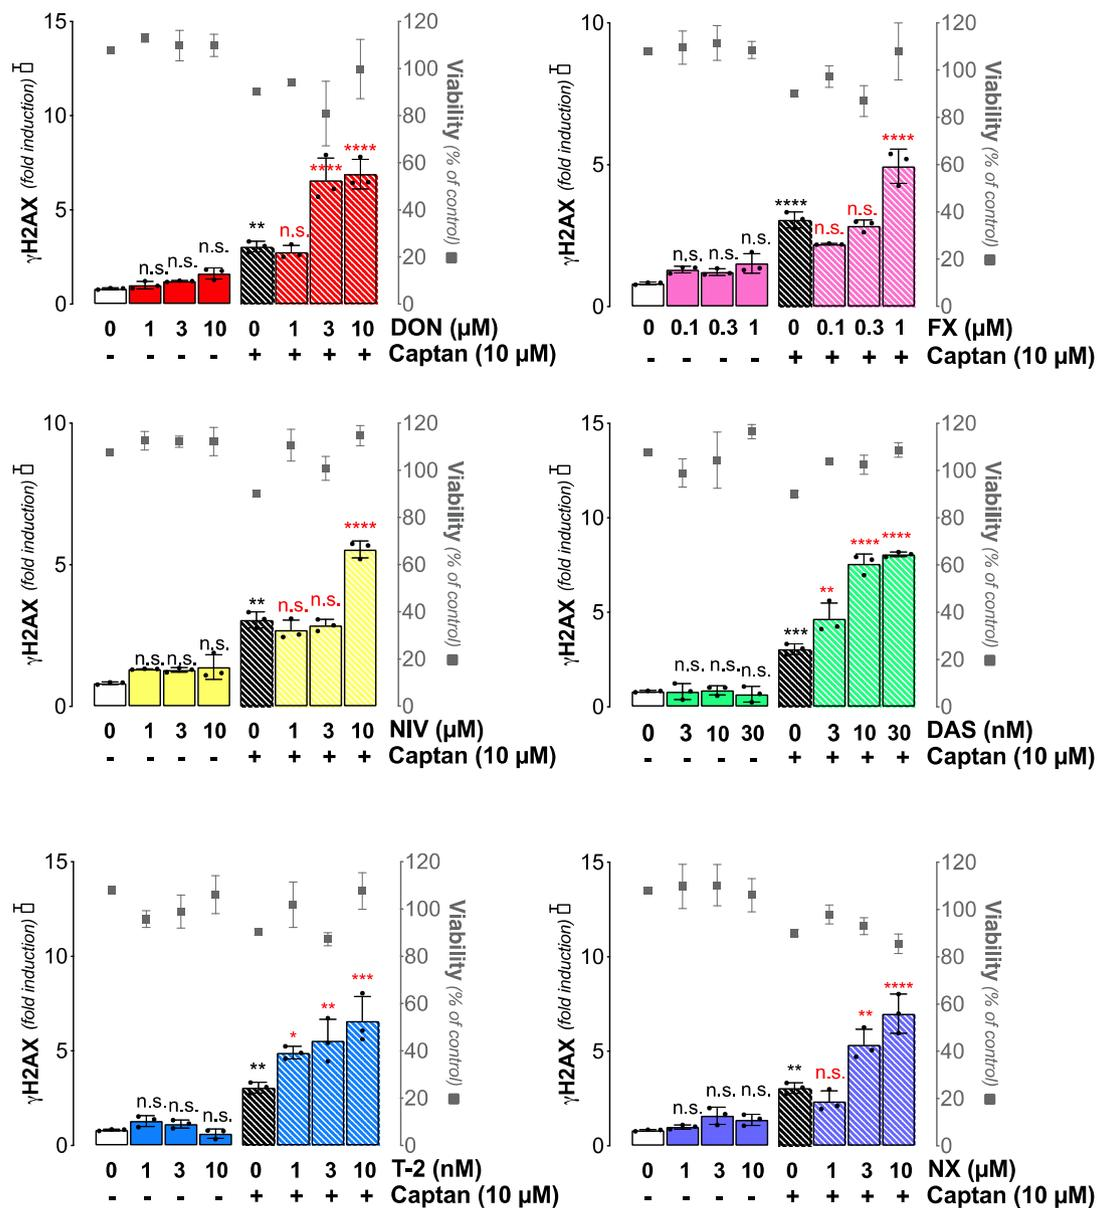 15
10
5
0
γH2AX (fold induction)
120
100
80
60
40
20
0
Viability (% of control)
n.s.
n.s.
n.s.
**
n.s.
****
****
0 1 3 10 0 1 3 10 DON (µM)
- - - - + + + + Captan (10 µM)
10
5
0
γH2AX (fold induction)
120
100
80
60
40
20
0
Viability (% of control)
n.s.
n.s.
n.s.
****
n.s.
n.s.
****
0 0.1 0.3 1 0 0.1 0.3 1 FX (µM)
- - - - + + + + Captan (10 µM)
10
5
0
γH2AX (fold induction)
120
100
80
60
40
20
0
Viability (% of control)
n.s.
n.s.
n.s.
**
n.s.
n.s.
****
0 1 3 10 0 1 3 10 NIV (µM)
- - - - + + + + Captan (10 µM)
15
10
5
0
γH2AX (fold induction)
120
100
80
60
40
20
0
Viability (% of control)
n.s.
n.s.
n.s.
***
**
****
****
0 3 10 30 0 3 10 30 DAS (nM)
- - - - + + + + Captan (10 µM)
15
10
5
0
γH2AX (fold induction)
120
100
80
60
40
20
0
Viability (% of control)
n.s.
n.s.
n.s.
**
*
**
***
0 1 3 10 0 1 3 10 T-2 (nM)
- - - - + + + + Captan (10 µM)
15
10
5
0
γH2AX (fold induction)
120
100
80
60
40
20
0
Viability (% of control)
n.s.
n.s.
n.s.
**
n.s.
**
****
0 1 3 10 0 1 3 10 NX (µM)
- - - - + + + + Captan (10 µM)